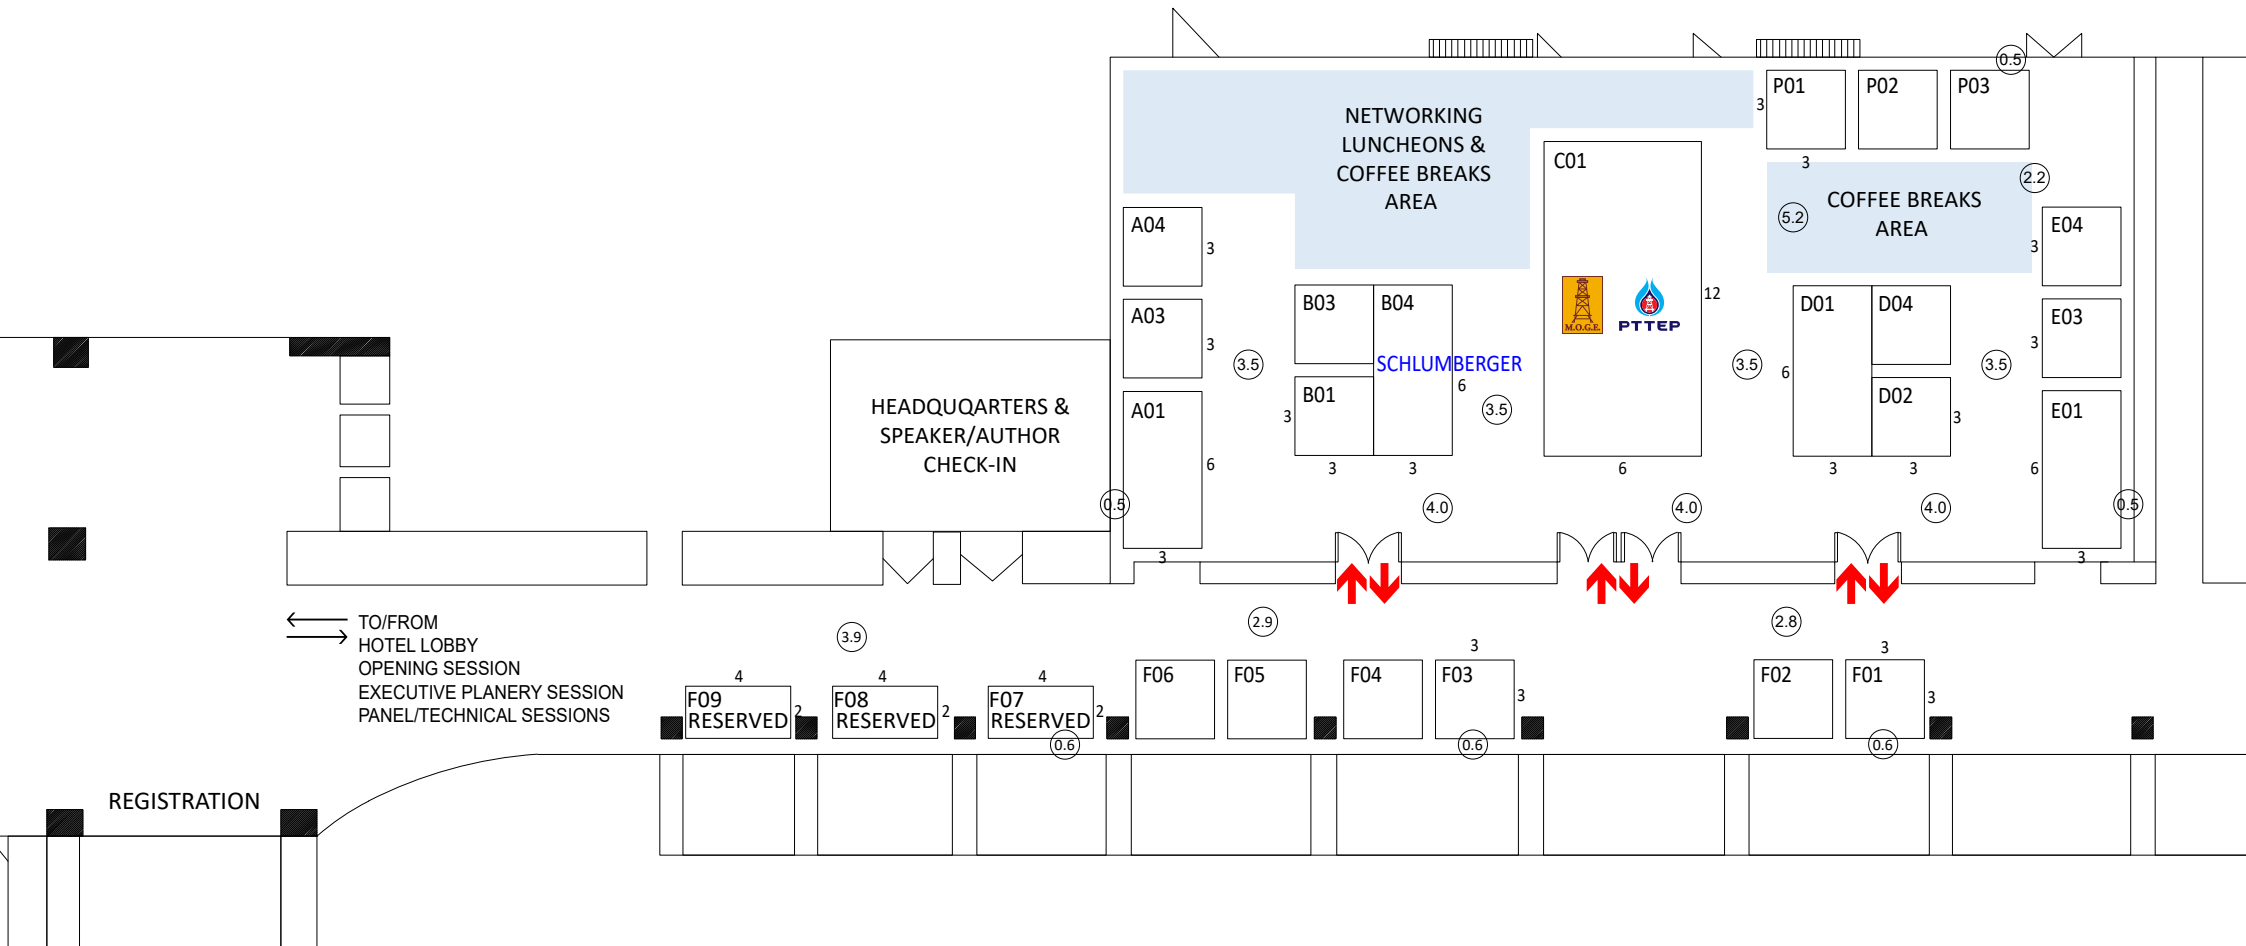 0.5
P01
P02
P03
3
NETWORKING
LUNCHEONS &
COFFEE BREAKS
AREA
C01
3
2.2
5.2
COFFEE BREAKS
AREA
A04
3
E04
3
B03
B04
M.O.G.E.
PTTEP
12
D01
D04
A03
3
E03
3
3.5
SCHLUMBERGER
6
3.5
3.5
3.5
6
B01
3
D02
3
HEADQUQARTERS &
SPEAKER/AUTHOR
CHECK-IN
A01
6
E01
6
3
3
6
3
3
0.5
4.0
4.0
4.0
0.5
3
3
TO/FROM
HOTEL LOBBY
OPENING SESSION
EXECUTIVE PLANERY SESSION
PANEL/TECHNICAL SESSIONS
3.9
2.9
2.8
4
F09
RESERVED
2
4
F08
RESERVED
2
4
F07
RESERVED
2
0.6
F06
F05
F04
3
F03
3
0.6
F02
3
F01
3
0.6
REGISTRATION